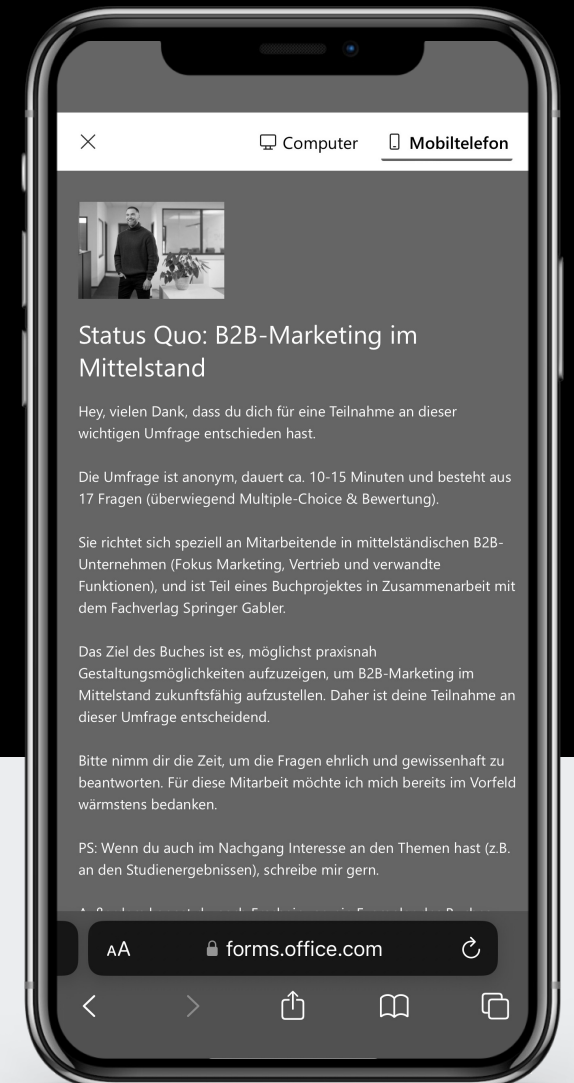 Computer
Mobiltelefon
Status Quo: B2B-Marketing im
Mittelstand
Hey, vielen Dank, dass du dich für eine Teilnahme an dieser
wichtigen Umfrage entschieden hast.
Die Umfrage ist anonym, dauert ca. 10-15 Minuten und besteht aus
17 Fragen (überwiegend Multiple-Choice & Bewertung).
Sie richtet sich speziell an Mitarbeitende in mittelständischen B2B-
Unternehmen (Fokus Marketing, Vertrieb und verwandte
Funktionen), und ist Teil eines Buchprojektes in Zusammenarbeit mit
dem Fachverlag Springer Gabler.
Das Ziel des Buches ist es, möglichst praxisnah
Gestaltungsmöglichkeiten aufzuzeigen, um B2B-Marketing im
Mittelstand zukunftsfähig aufzustellen. Daher ist deine Teilnahme an
dieser Umfrage entscheidend.
Bitte nimm dir die Zeit, um die Fragen ehrlich und gewissenhaft zu
beantworten. Für diese Mitarbeit möchte ich mich bereits im Vorfeld
wärmstens bedanken.
PS: Wenn du auch im Nachgang Interesse an den Themen hast (z.B.
an den Studienergebnissen), schreibe mir gern.
AA
forms.office.com